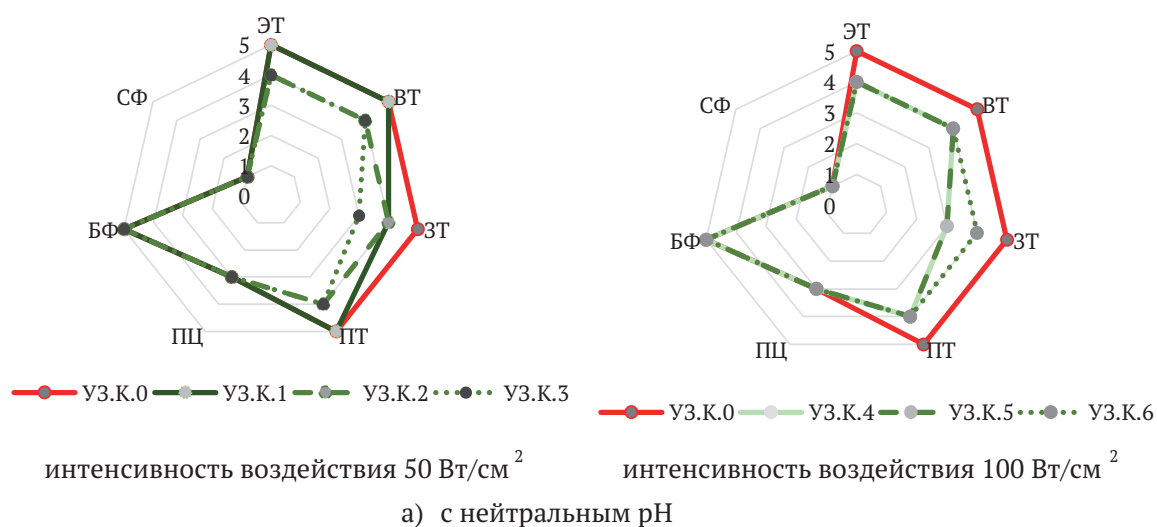 ЭТ
5
4
3
2
1
0
ВТ
ЗТ
ПТ
ПЦ
БФ
СФ
УЗ.К.0 УЗ.К.1 УЗ.К.2 УЗ.К.3
интенсивность воздействия 50 Вт/см 2
ЭТ
5
4
3
2
1
0
ВТ
ЗТ
ПТ
ПЦ
БФ
СФ
УЗ.К.0 УЗ.К.4 УЗ.К.5 УЗ.К.6
интенсивность воздействия 100 Вт/см 2
а) с нейтральным pH